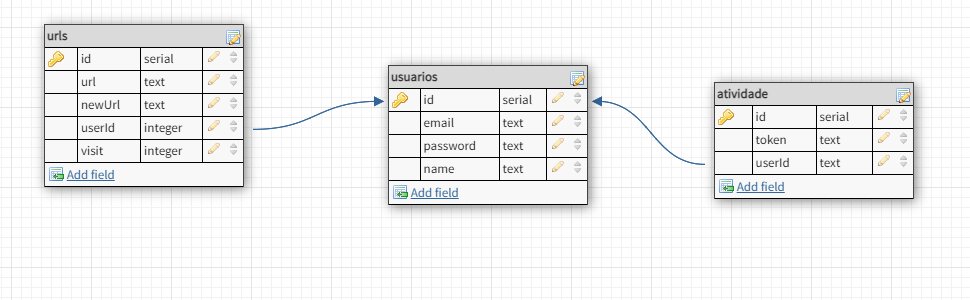 urls
id serial
url text
newUrl text
userId integer
visit integer
Add field
usuarios
id serial
email text
password text
name text
Add field
atividade
id serial
token text
userId text
Add field